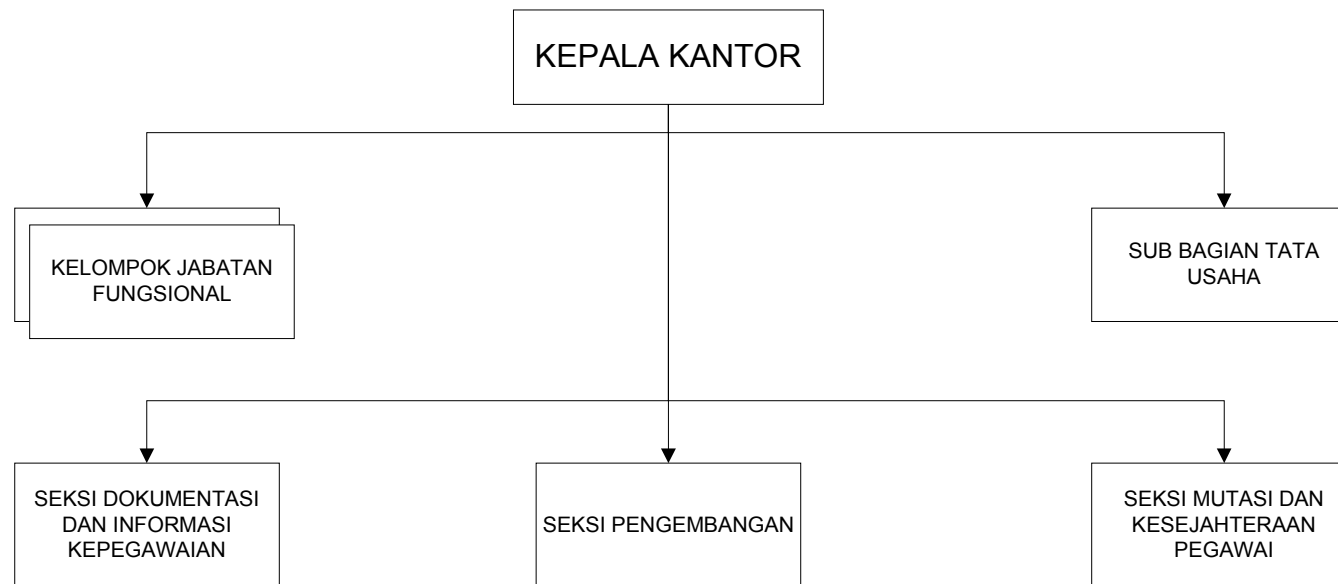 KEPALA KANTOR
KELOMPOK JABATAN
FUNGSIONAL
SUB BAGIAN TATA
USAHA
SEKSI DOKUMENTASI
DAN INFORMASI
KEPEGAWAIAN
SEKSI PENGEMBANGAN
SEKSI MUTASI DAN
KESEJAHTERAAN
PEGAWAI